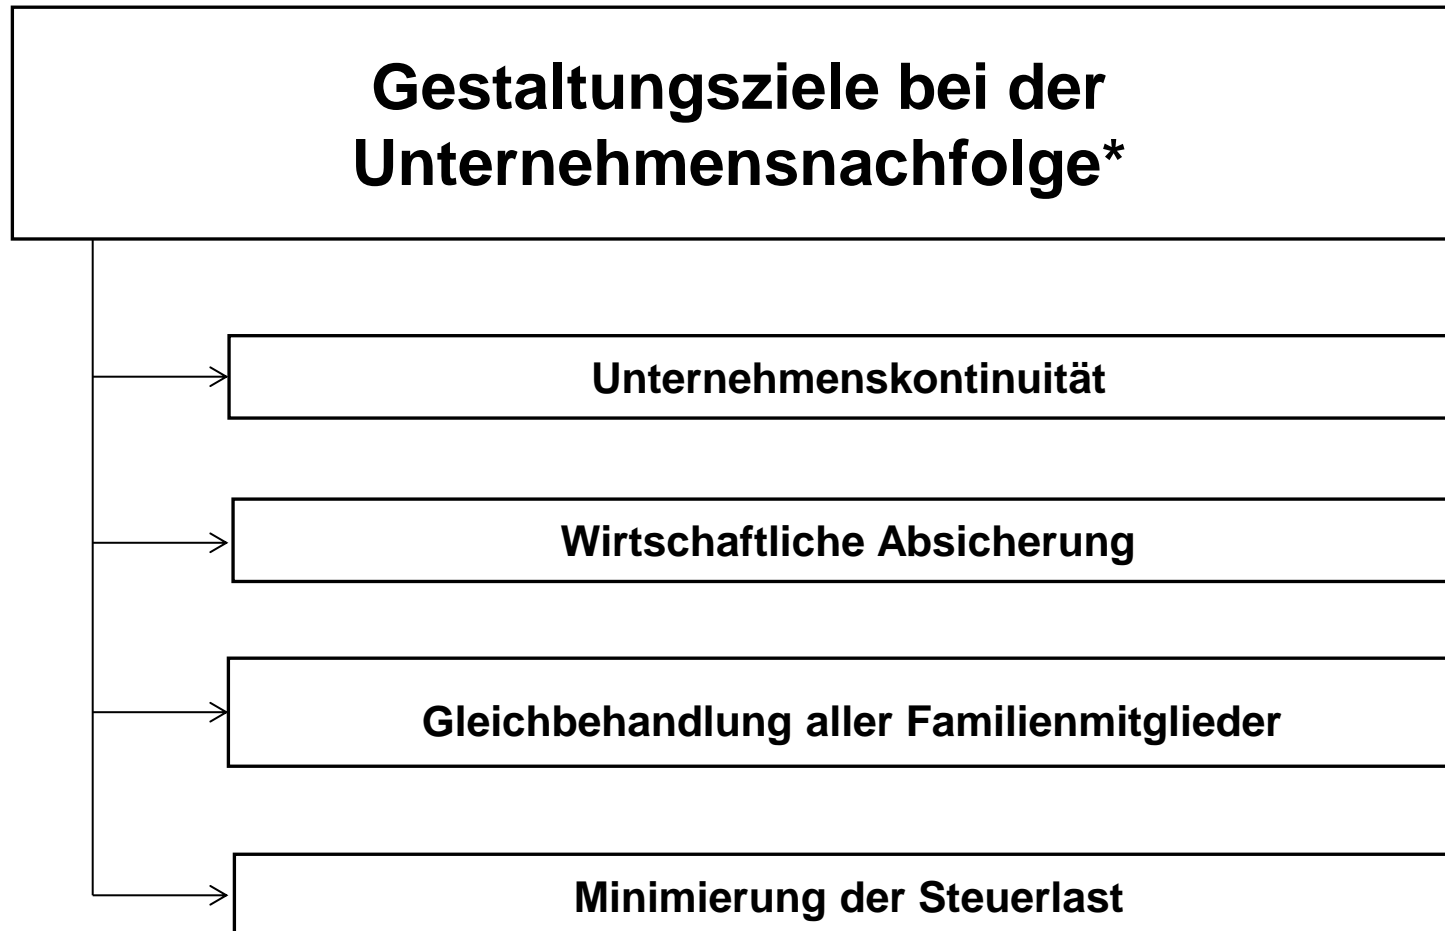 Gestaltungsziele bei der
Unternehmensnachfolge*
Unternehmenskontinuität
Wirtschaftliche Absicherung
Gleichbehandlung aller Familienmitglieder
Minimierung der Steuerlast